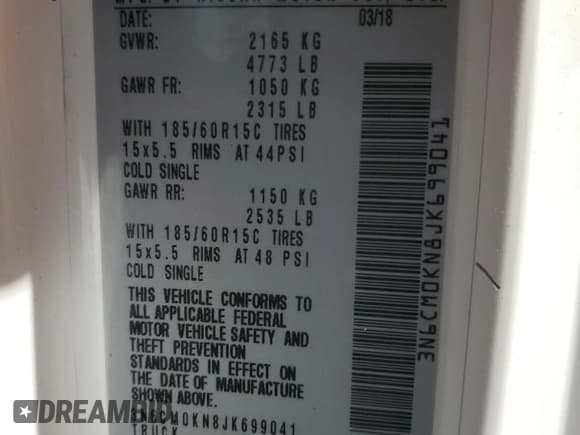 DATE: 03/18
GVWR: 2165 KG
4773 LB
GAWR FR: 1050 KG
2315 LB
WITH 185/60R15C TIRES
15x5.5 RIMS AT 44PSI
COLD SINGLE
GAWR RR: 1150 KG
2535 LB
WITH 185/60R15C TIRES
15x5.5 RIMS AT 48 PSI
COLD SINGLE
THIS VEHICLE CONFORMS TO
ALL APPLICABLE FEDERAL
MOTOR VEHICLE SAFETY AND
THEFT PREVENTION
STANDARDS IN EFFECT ON
THE DATE OF MANUFACTURE
SHOWN ABOVE.
3N6CM0KN8JK699041
TRUCK
3N6CM0KN8JK699041